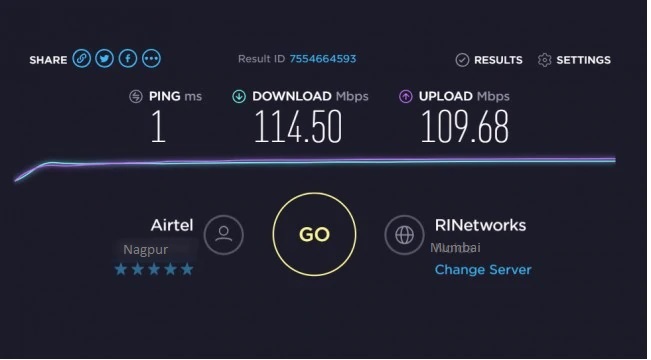 SHARE
Result ID 7554664593
RESULTS
SETTINGS
PING ms
DOWNLOAD Mbps
UPLOAD Mbps
1
114.50
109.68
Airtel
Nagpur
GO
RINetworks
Mumbai
Change Server